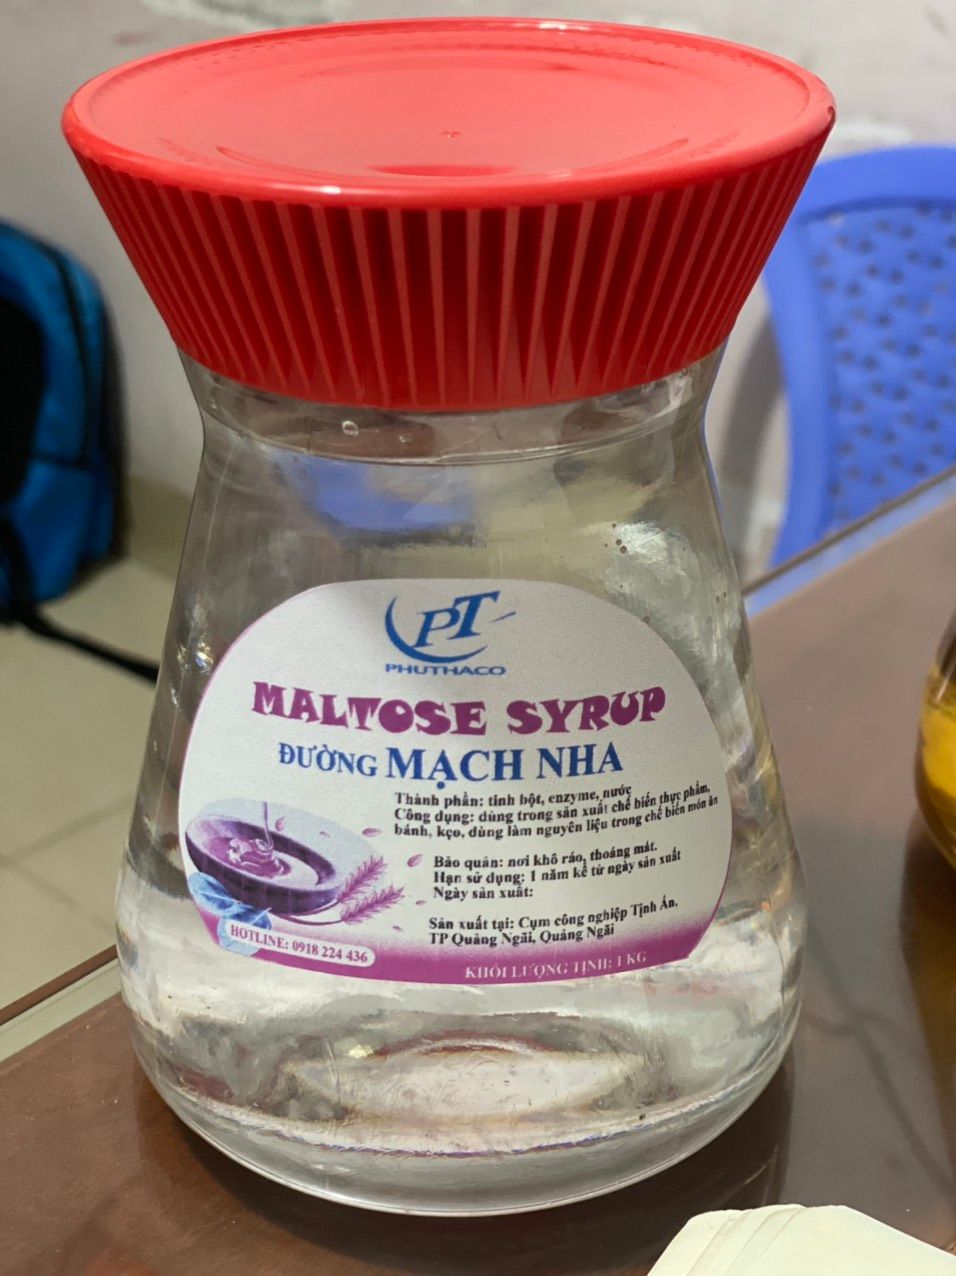 PT
PHUTHACO
MALTOSE SYRUP
ĐƯỜNG MẠCH NHA
Thành phần: tinh bột, enzyme, nước
Công dụng: dùng trong sản xuất chế biến thực phẩm,
bánh, kẹo, dùng làm nguyên liệu trong chế biến món ăn
Bảo quản: nơi khô ráo, thoáng mát.
Hạn sử dụng: 1 năm kể từ ngày sản xuất
Ngày sản xuất:
Sản xuất tại: Cụm công nghiệp Tịnh Ấn,
TP Quảng Ngãi, Quảng Ngãi
HOTLINE: 0918 224 436
KHỐI LƯỢNG TỊNH: 1 KG